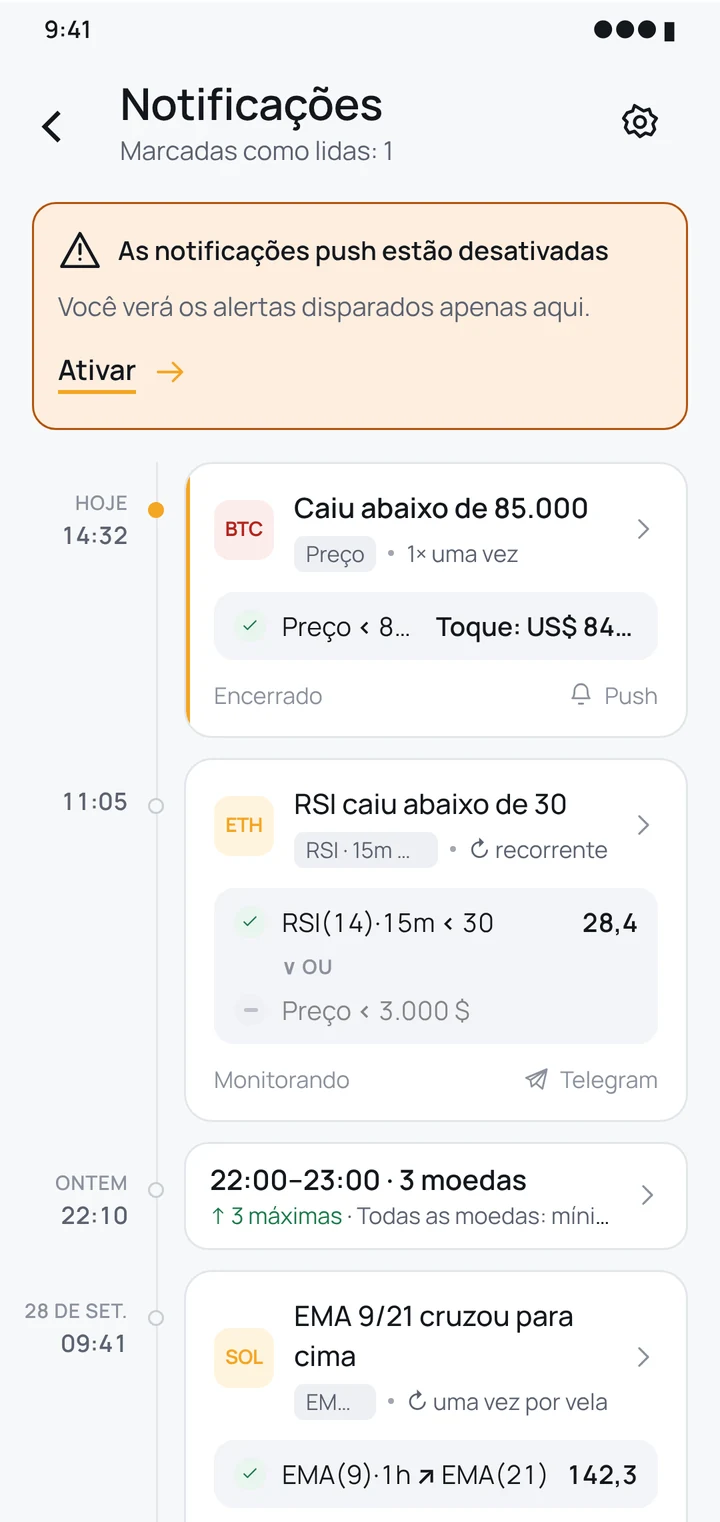 9:41
Notificações
Marcadas como lidas: 1
As notificações push estão desativadas
Você verá os alertas disparados apenas aqui.
Ativar →
HOJE
14:32
BTC
Caiu abaixo de 85.000
Preço • 1× uma vez
Preço < 8... Toque: US$ 84...
Encerrado Push
11:05
ETH
RSI caiu abaixo de 30
RSI · 15m ... • ↻ recorrente
RSI(14)·15m < 30 28,4
∨ OU
Preço < 3.000 $
Monitorando Telegram
ONTEM
22:10
22:00–23:00 · 3 moedas
↑ 3 máximas · Todas as moedas: míni...
28 DE SET.
09:41
SOL
EMA 9/21 cruzou para
cima
EM... • ↻ uma vez por vela
EMA(9)·1h ↗ EMA(21) 142,3